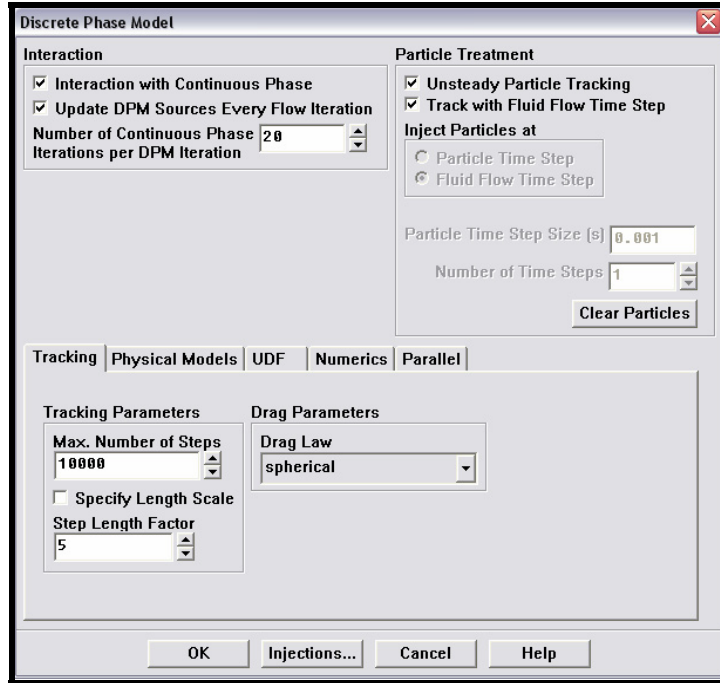 Discrete Phase Model
Interaction
Interaction with Continuous Phase
Update DPM Sources Every Flow Iteration
Number of Continuous Phase
Iterations per DPM Iteration
20
Particle Treatment
Unsteady Particle Tracking
Track with Fluid Flow Time Step
Inject Particles at
Particle Time Step
Fluid Flow Time Step
Particle Time Step Size (s) 0.001
Number of Time Steps 1
Clear Particles
Tracking Physical Models UDF Numerics Parallel
Tracking Parameters
Max. Number of Steps
10000
Specify Length Scale
Step Length Factor
5
Drag Parameters
Drag Law
spherical
OK Injections... Cancel Help